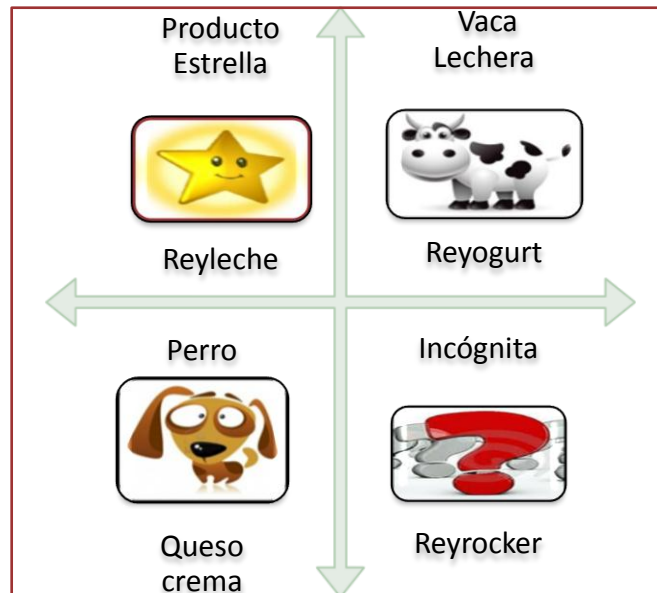 Producto
Estrella
Vaca
Lechera
Reyleche
Reyogurt
Perro
Incógnita
Queso
crema
Reyrocker